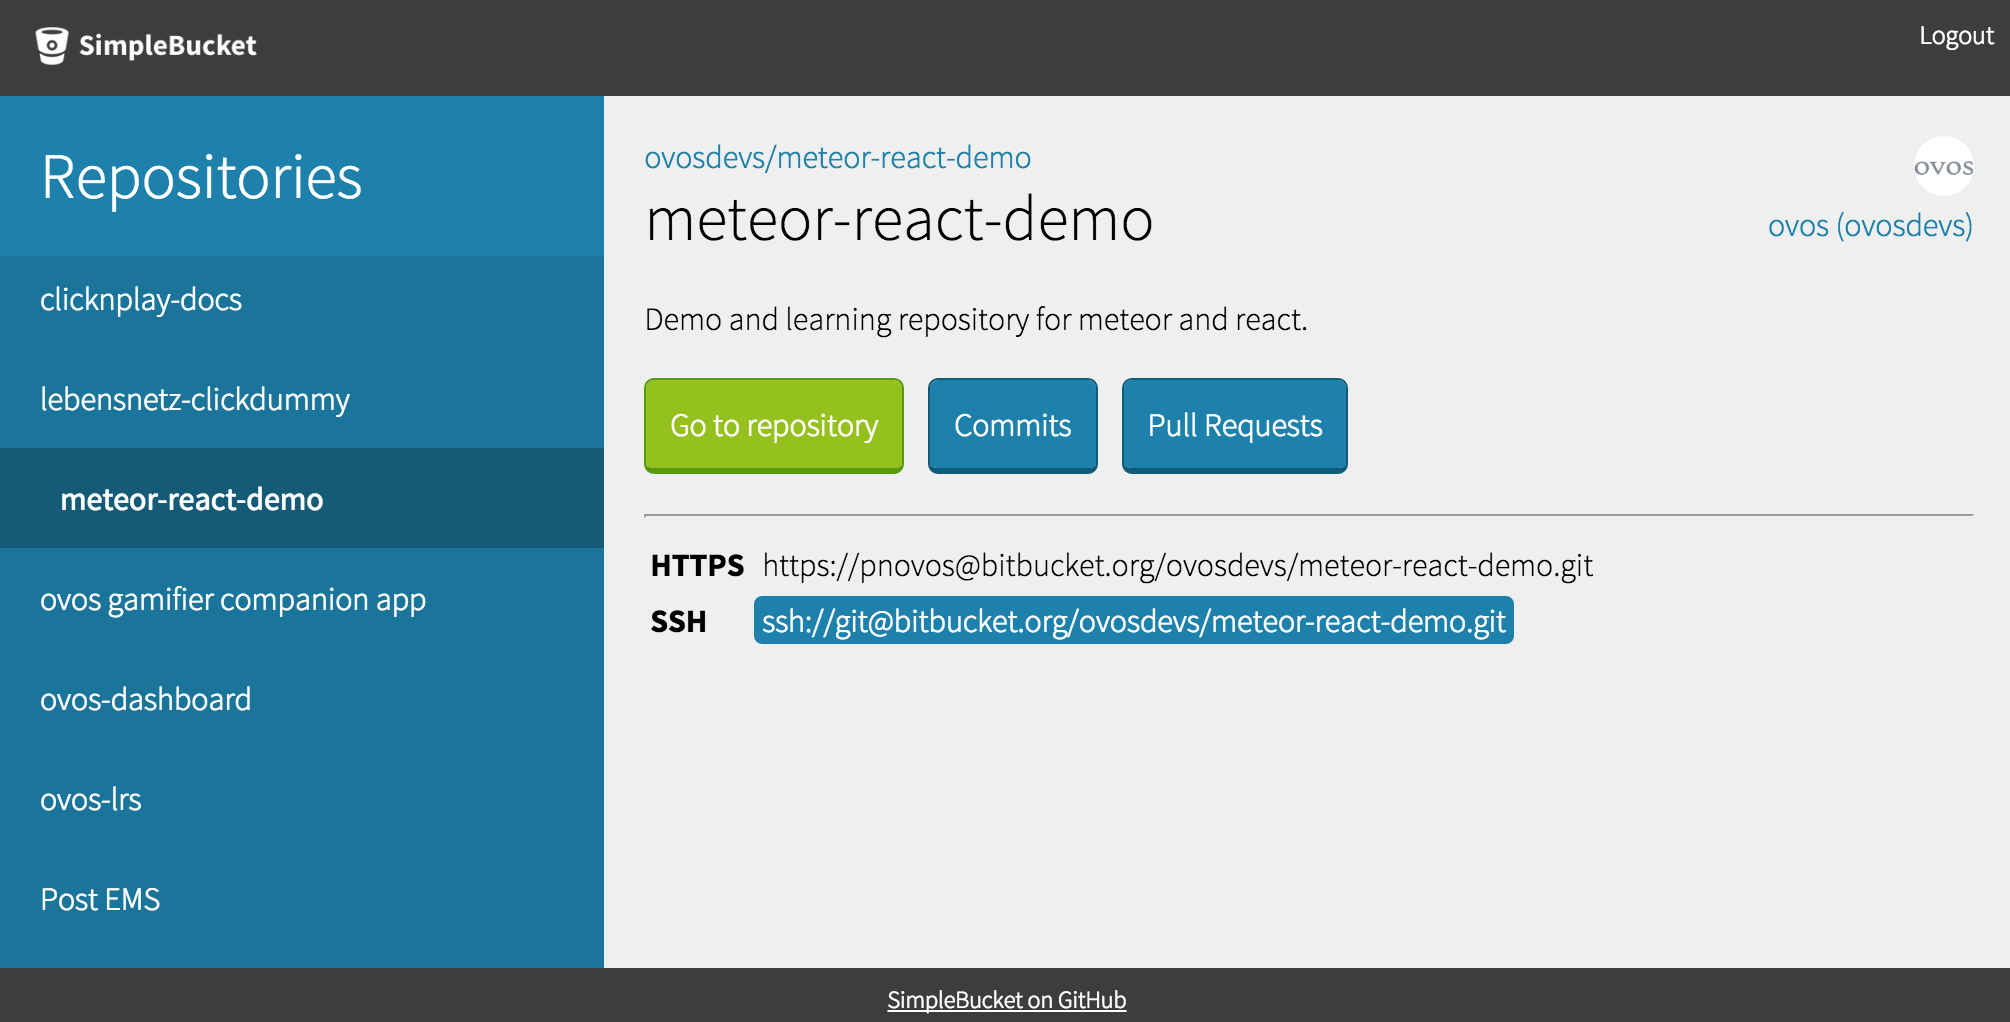 SimpleBucket
Logout
Repositories
clicknplay-docs
lebensnetz-clickdummy
meteor-react-demo
ovos gamifier companion app
ovos-dashboard
ovos-lrs
Post EMS
ovosdevs/meteor-react-demo
meteor-react-demo
ovos
ovos (ovosdevs)
Demo and learning repository for meteor and react.
Go to repository
Commits
Pull Requests
HTTPS https://pnovos@bitbucket.org/ovosdevs/meteor-react-demo.git
SSH ssh://git@bitbucket.org/ovosdevs/meteor-react-demo.git
SimpleBucket on GitHub